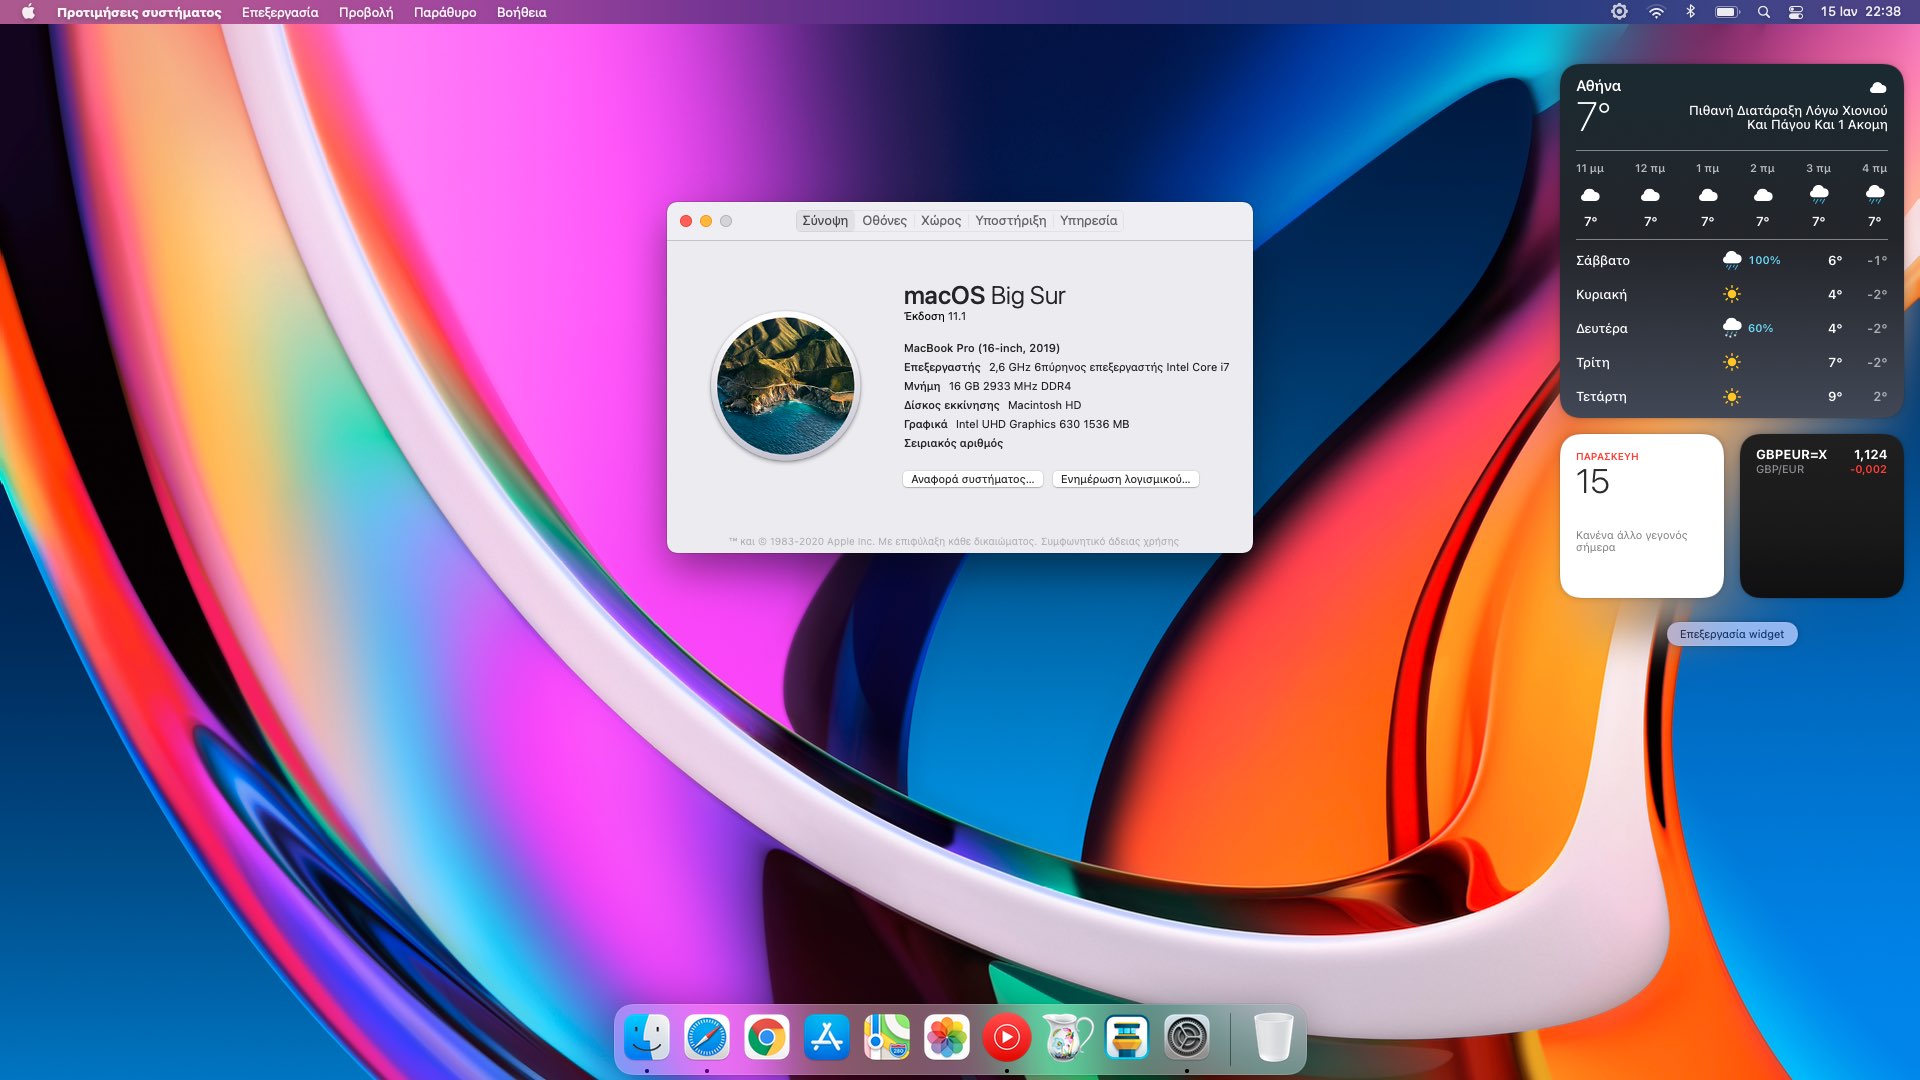 Προτιμήσεις συστήματος Επεξεργασία Προβολή Παράθυρο Βοήθεια 15 Ιαν 22:38
Σύνοψη Οθόνες Χώρος Υποστήριξη Υπηρεσία
macOS Big Sur
Έκδοση 11.1
MacBook Pro (16-inch, 2019)
Επεξεργαστής 2,6 GHz 6πύρηνος επεξεργαστής Intel Core i7
Μνήμη 16 GB 2933 MHz DDR4
Δίσκος εκκίνησης Macintosh HD
Γραφικά Intel UHD Graphics 630 1536 MB
Σειριακός αριθμός
Αναφορά συστήματος... Ενημέρωση λογισμικού...
™ και © 1983-2020 Apple Inc. Με επιφύλαξη κάθε δικαιώματος. Συμφωνητικό άδειας χρήσης
Αθήνα
7°
Πιθανή Διατάραξη Λόγω Χιονιού
Και Πάγου Και 1 Ακομη
11 μμ 12 πμ 1 πμ 2 πμ 3 πμ 4 πμ
7° 7° 7° 7° 7° 7°
Σάββατο 100% 6° -1°
Κυριακή 4° -2°
Δευτέρα 60% 4° -2°
Τρίτη 7° -2°
Τετάρτη 9° 2°
ΠΑΡΑΣΚΕΥΗ
15
Κανένα άλλο γεγονός
σήμερα
GBPEUR=X 1,124
GBP/EUR -0,002
Επεξεργασία widget
280